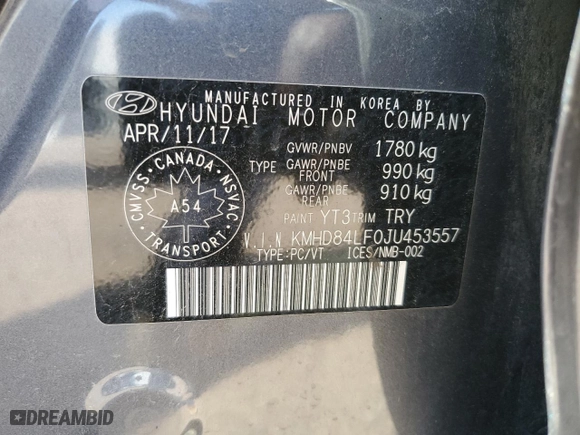 MANUFACTURED IN KOREA BY
HYUNDAI MOTOR COMPANY
APR/11/17
GVWR/PNBV 1780 kg
TYPE GAWR/PNBE FRONT 990 kg
GAWR/PNBE REAR 910 kg
CANADA
CMVSS NSVAC
A54
TRANSPORT
PAINT YT3 TRIM TRY
V.I.N KMHD84LF0JU453557
TYPE:PC/VT ICES/NMB-002
DREAMBID